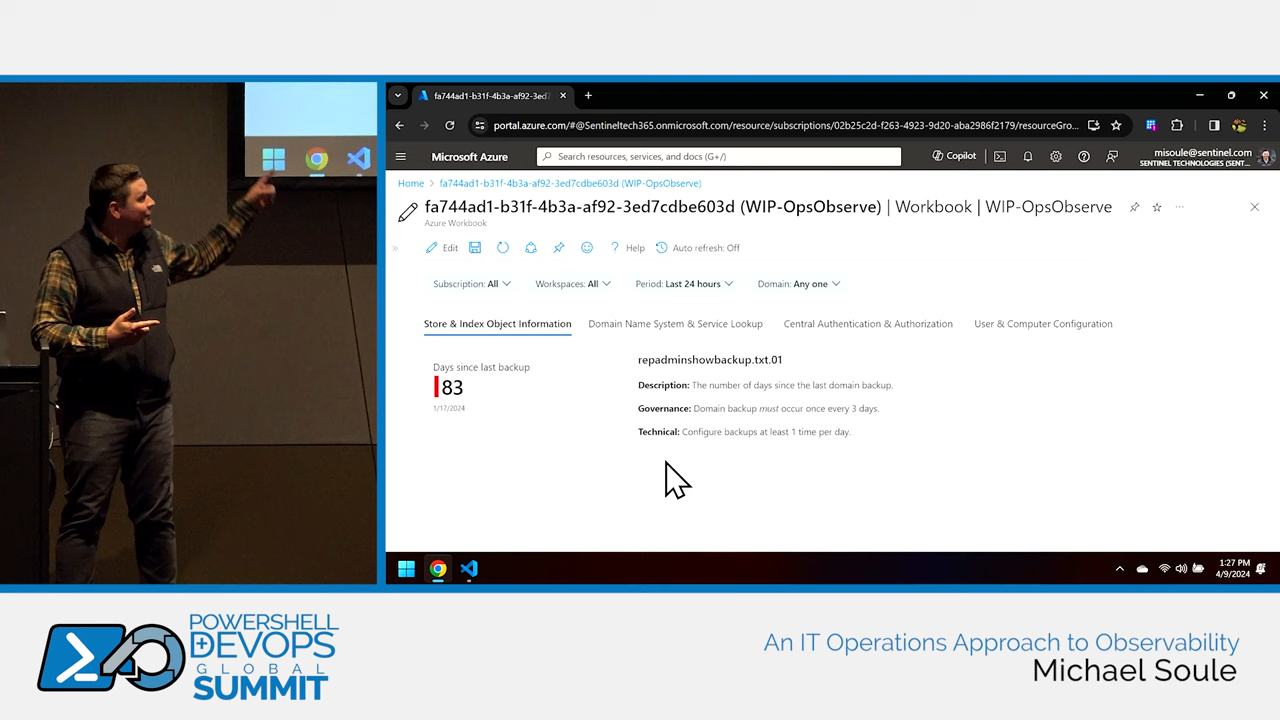 fa744ad1-b31f-4b3a-af92-3ed7
portal.azure.com/#@Sentineltech365.onmicrosoft.com/resource/subscriptions/02b25c2d-f263-4923-9d20-aba2986f2179/resourceGro...
Microsoft Azure
Search resources, services, and docs (G+/)
Copilot
misoule@sentinel.com
SENTINEL TECHNOLOGIES (SENT...
Home > fa744ad1-b31f-4b3a-af92-3ed7cdbe603d (WIP-OpsObserve)
fa744ad1-b31f-4b3a-af92-3ed7cdbe603d (WIP-OpsObserve) | Workbook | WIP-OpsObserve
Azure Workbook
Edit
Help
Auto refresh: Off
Subscription: All
Workspaces: All
Period: Last 24 hours
Domain: Any one
Store & Index Object Information
Domain Name System & Service Lookup
Central Authentication & Authorization
User & Computer Configuration
Days since last backup
83
1/17/2024
repadminshowbackup.txt.01
Description: The number of days since the last domain backup.
Governance: Domain backup must occur once every 3 days.
Technical: Configure backups at least 1 time per day.
1:27 PM
4/9/2024
POWERSHELL
DEVOPS
GLOBAL
SUMMIT
An IT Operations Approach to Observability
Michael Soule